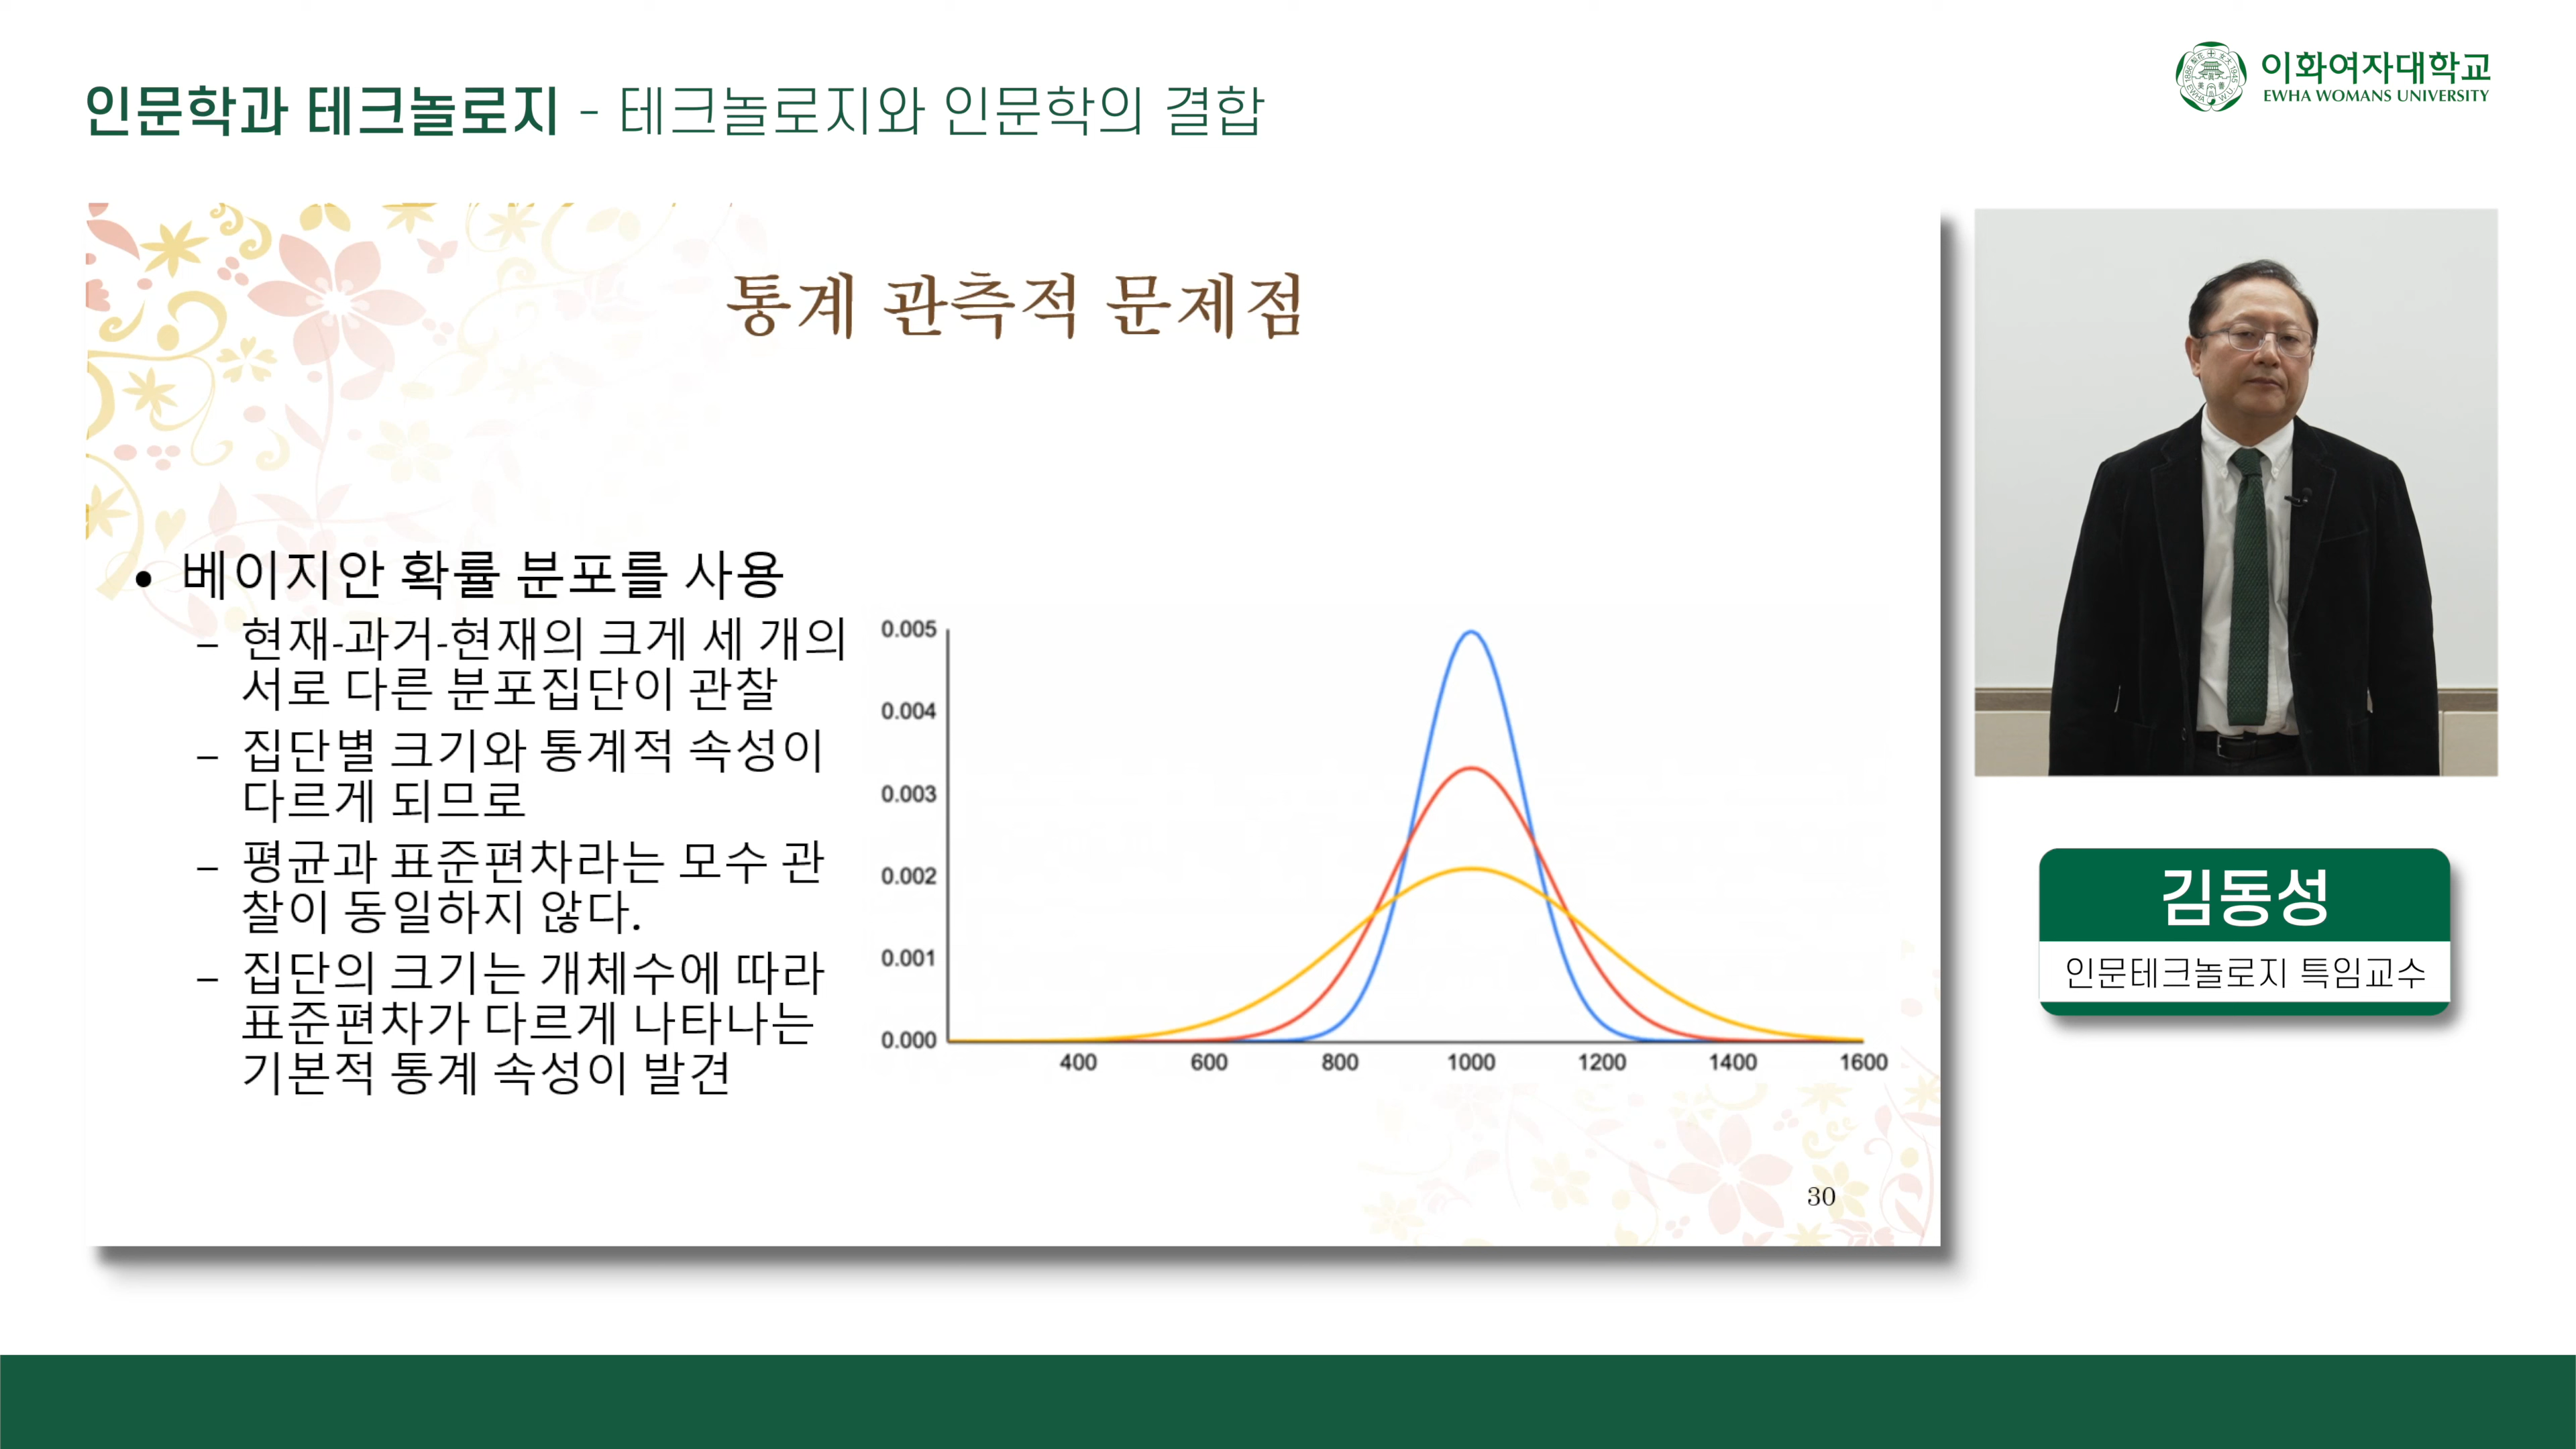 인문학과 테크놀로지 - 테크놀로지와 인문학의 결합
이화여자대학교
EWHA WOMANS UNIVERSITY
통계 관측적 문제점
• 베이지안 확률 분포를 사용
– 현재-과거-현재의 크게 세 개의
서로 다른 분포집단이 관찰
– 집단별 크기와 통계적 속성이
다르게 되므로
– 평균과 표준편차라는 모수 관
찰이 동일하지 않다.
– 집단의 크기는 개체수에 따라
표준편차가 다르게 나타나는
기본적 통계 속성이 발견
0.005
0.004
0.003
0.002
0.001
0.000
400 600 800 1000 1200 1400 1600
30
김동성
인문테크놀로지 특임교수